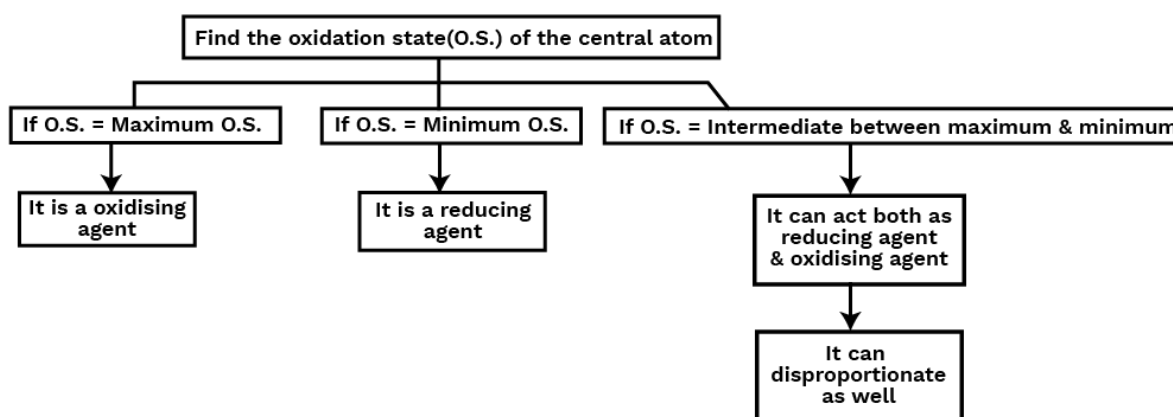 Find the oxidation state(O.S.) of the central atom
If O.S. = Maximum O.S.
If O.S. = Minimum O.S.
If O.S. = Intermediate between maximum & minimum
It is a oxidising
agent
It is a reducing
agent
It can act both as
reducing agent
& oxidising agent
It can
disproportionate
as well